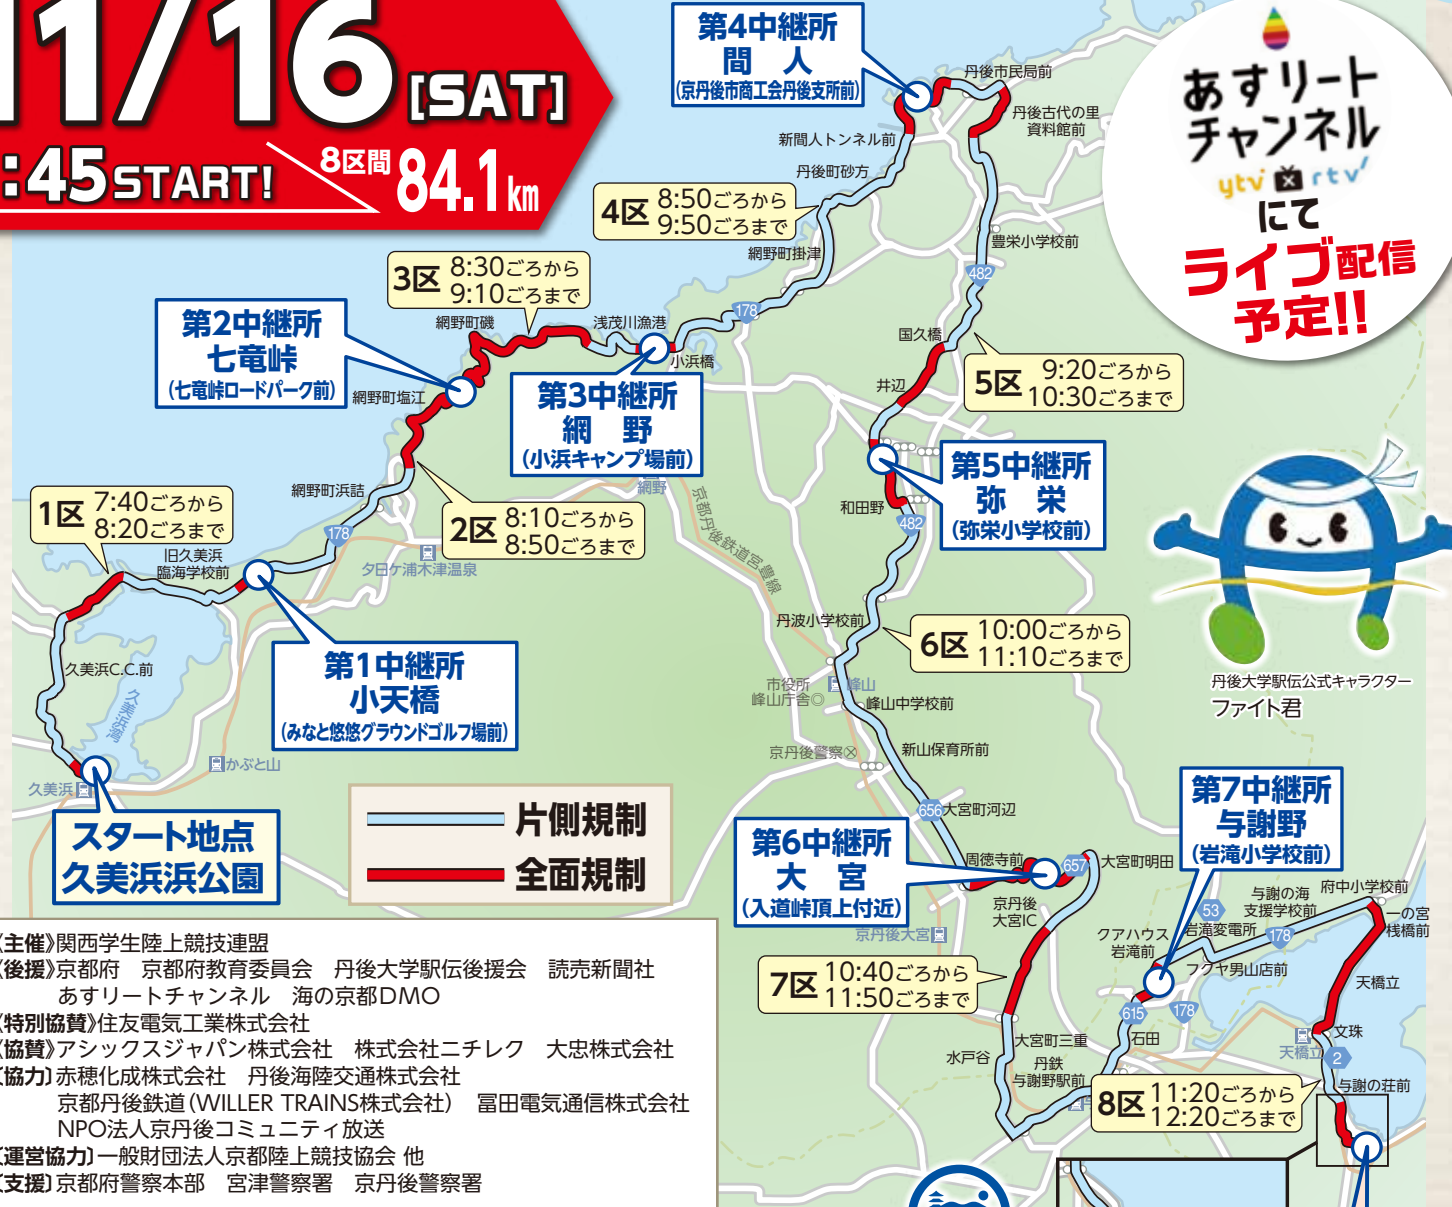 11/16 [SAT]
:45 START!
8区間 84.1km
あすリート
チャンネル
ytv × rtv
にて
ライブ配信
予定!!
第4中継所
間　人
(京丹後市商工会丹後支所前)
丹後市民局前
丹後古代の里
資料館前
新間人トンネル前
丹後町砂方
4区 8:50ごろから
9:50ごろまで
網野町掛津
豊栄小学校前
482
3区 8:30ごろから
9:10ごろまで
178
第2中継所
七竜峠
(七竜峠ロードパーク前)
網野町磯
浅茂川漁港
小浜橋
国久橋
5区 9:20ごろから
10:30ごろまで
網野町塩江
第3中継所
網　野
(小浜キャンプ場前)
井辺
網野
第5中継所
弥　栄
(弥栄小学校前)
和田野
482
京都丹後鉄道宮豊線
網野町浜詰
1区 7:40ごろから
8:20ごろまで
178
2区 8:10ごろから
8:50ごろまで
旧久美浜
臨海学校前
夕日ケ浦木津温泉
丹波小学校前
6区 10:00ごろから
11:10ごろまで
久美浜C.C.前
久美浜湾
第1中継所
小天橋
(みなと悠悠グラウンドゴルフ場前)
市役所
峰山庁舎◎
峰山
峰山中学校前
丹後大学駅伝公式キャラクター
ファイト君
京丹後警察⊗
新山保育所前
かぶと山
久美浜
スタート地点
久美浜浜公園
片側規制
全面規制
656
大宮町河辺
第6中継所
大　宮
(入道峠頂上付近)
周徳寺前
657
大宮町明田
第7中継所
与謝野
(岩滝小学校前)
京丹後
大宮IC
京丹後大宮
53
与謝の海
支援学校前
府中小学校前
一の宮
桟橋前
クアハウス
岩滝前
岩滝変電所
178
フクヤ男山店前
7区 10:40ごろから
11:50ごろまで
天橋立
615
178
石田
文珠
天橋立
2
大宮町三重
水戸谷
丹鉄
与謝野駅前
8区 11:20ごろから
12:20ごろまで
与謝の荘前
《主催》関西学生陸上競技連盟
《後援》京都府　京都府教育委員会　丹後大学駅伝後援会　読売新聞社
あすリートチャンネル　海の京都DMO
《特別協賛》住友電気工業株式会社
《協賛》アシックスジャパン株式会社　株式会社ニチレク　大忠株式会社
〔協力〕赤穂化成株式会社　丹後海陸交通株式会社
京都丹後鉄道(WILLER TRAINS株式会社)　冨田電気通信株式会社
NPO法人京丹後コミュニティ放送
〔運営協力〕一般財団法人京都陸上競技協会 他
〔支援〕京都府警察本部　宮津警察署　京丹後警察署